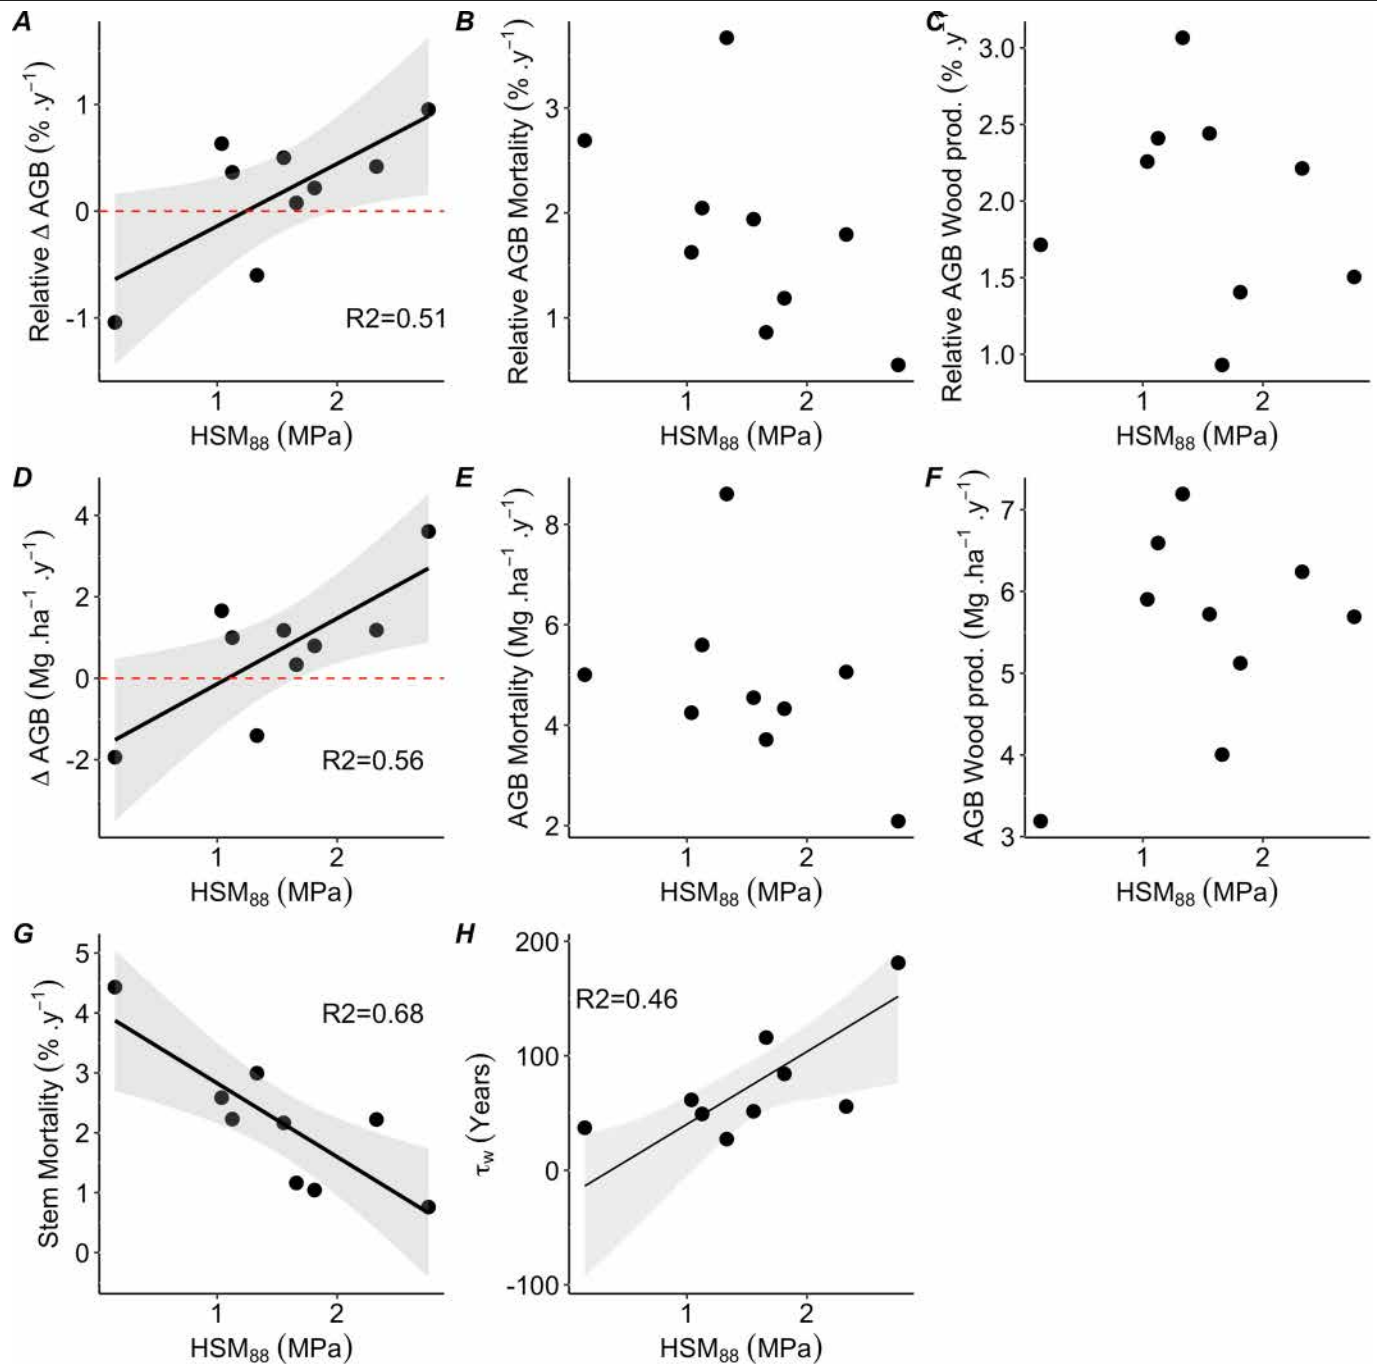 A
Relative Δ AGB (% .y⁻¹)
1
0
-1
R2=0.51
1 2
HSM₈₈ (MPa)
B
Relative AGB Mortality (% .y⁻¹)
3
2
1
1 2
HSM₈₈ (MPa)
C
Relative AGB Wood prod. (% .y⁻¹)
3.0
2.5
2.0
1.5
1.0
1 2
HSM₈₈ (MPa)
D
Δ AGB (Mg .ha⁻¹ .y⁻¹)
4
2
0
-2
R2=0.56
1 2
HSM₈₈ (MPa)
E
AGB Mortality (Mg .ha⁻¹ .y⁻¹)
8
6
4
2
1 2
HSM₈₈ (MPa)
F
AGB Wood prod. (Mg .ha⁻¹ .y⁻¹)
7
6
5
4
3
1 2
HSM₈₈ (MPa)
G
Stem Mortality (% .y⁻¹)
5
4
3
2
1
0
R2=0.68
1 2
HSM₈₈ (MPa)
H
τw (Years)
200
100
0
-100
R2=0.46
1 2
HSM₈₈ (MPa)